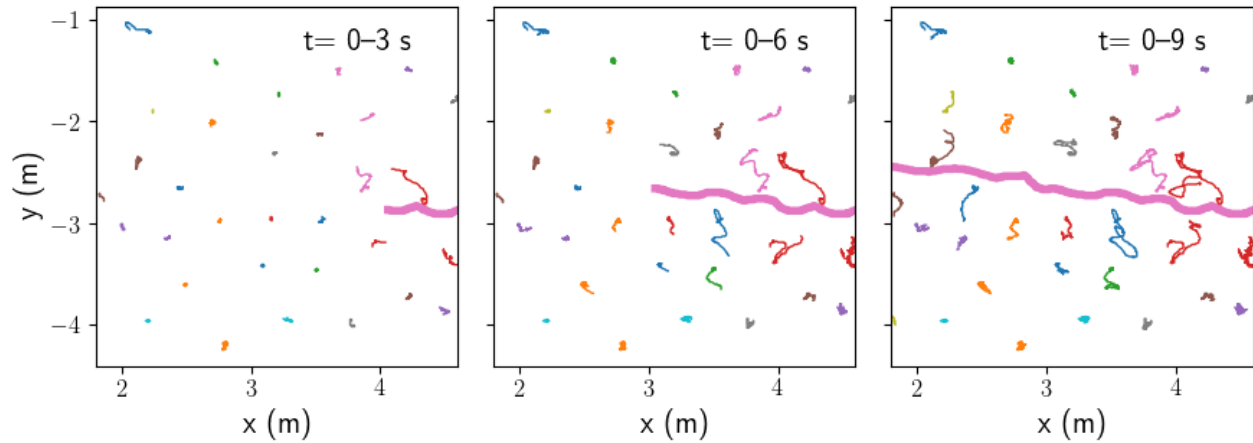 t= 0–3 s
t= 0–6 s
t= 0–9 s
y (m)
−1
−2
−3
−4
2 3 4
2 3 4
2 3 4
x (m)
x (m)
x (m)